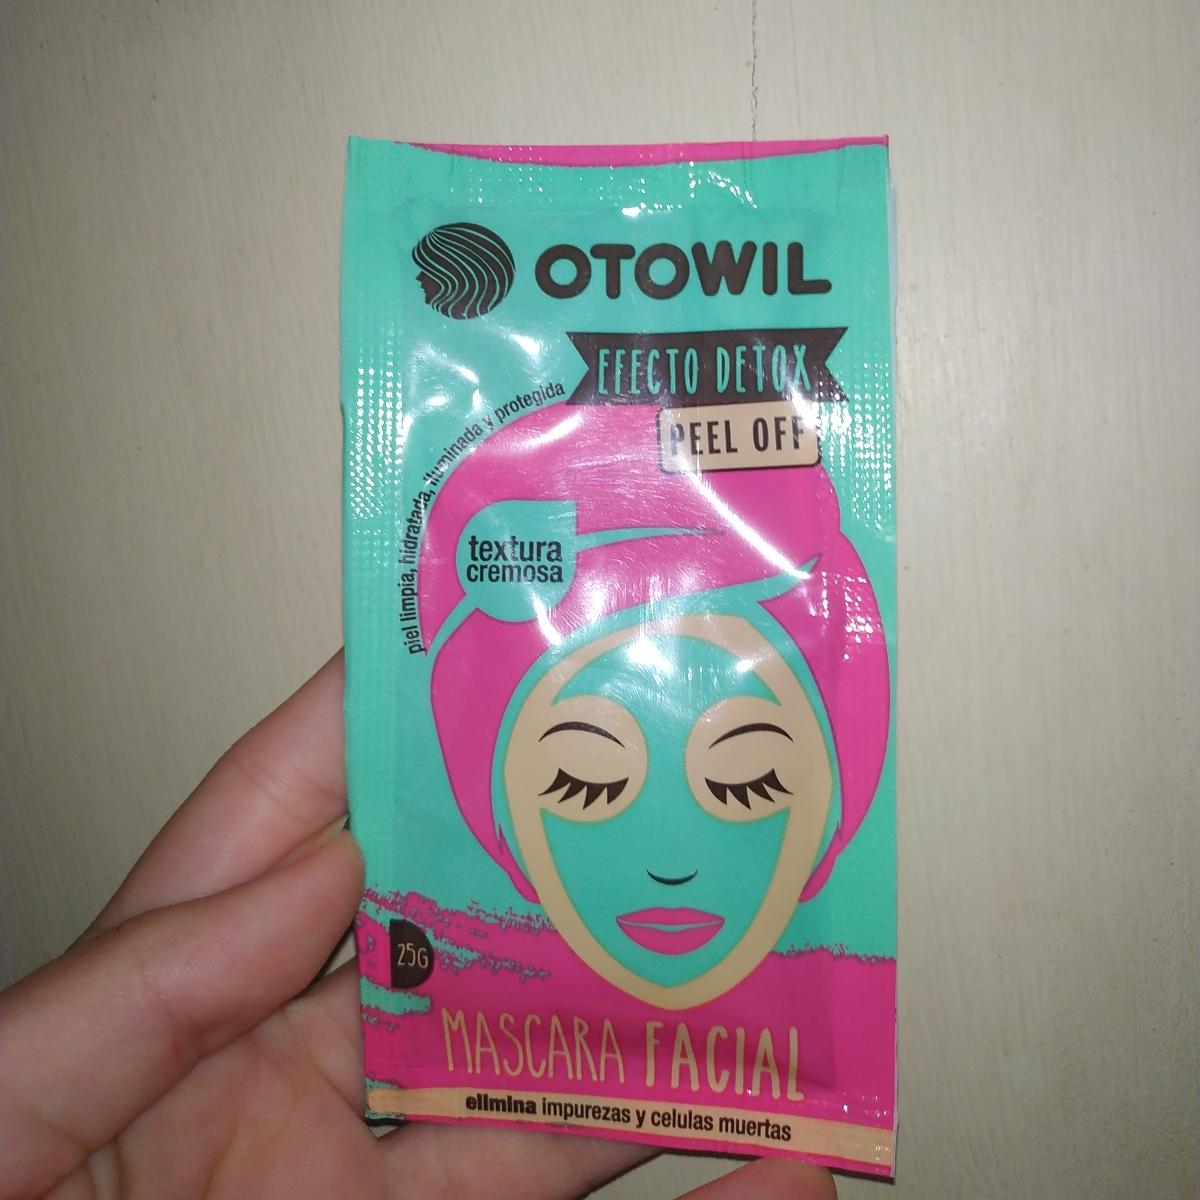 OTOWIL
EFECTO DETOX
PEEL OFF
piel limpia, hidratada, iluminada y protegida
textura
cremosa
25G
MASCARA FACIAL
elimina impurezas y celulas muertas